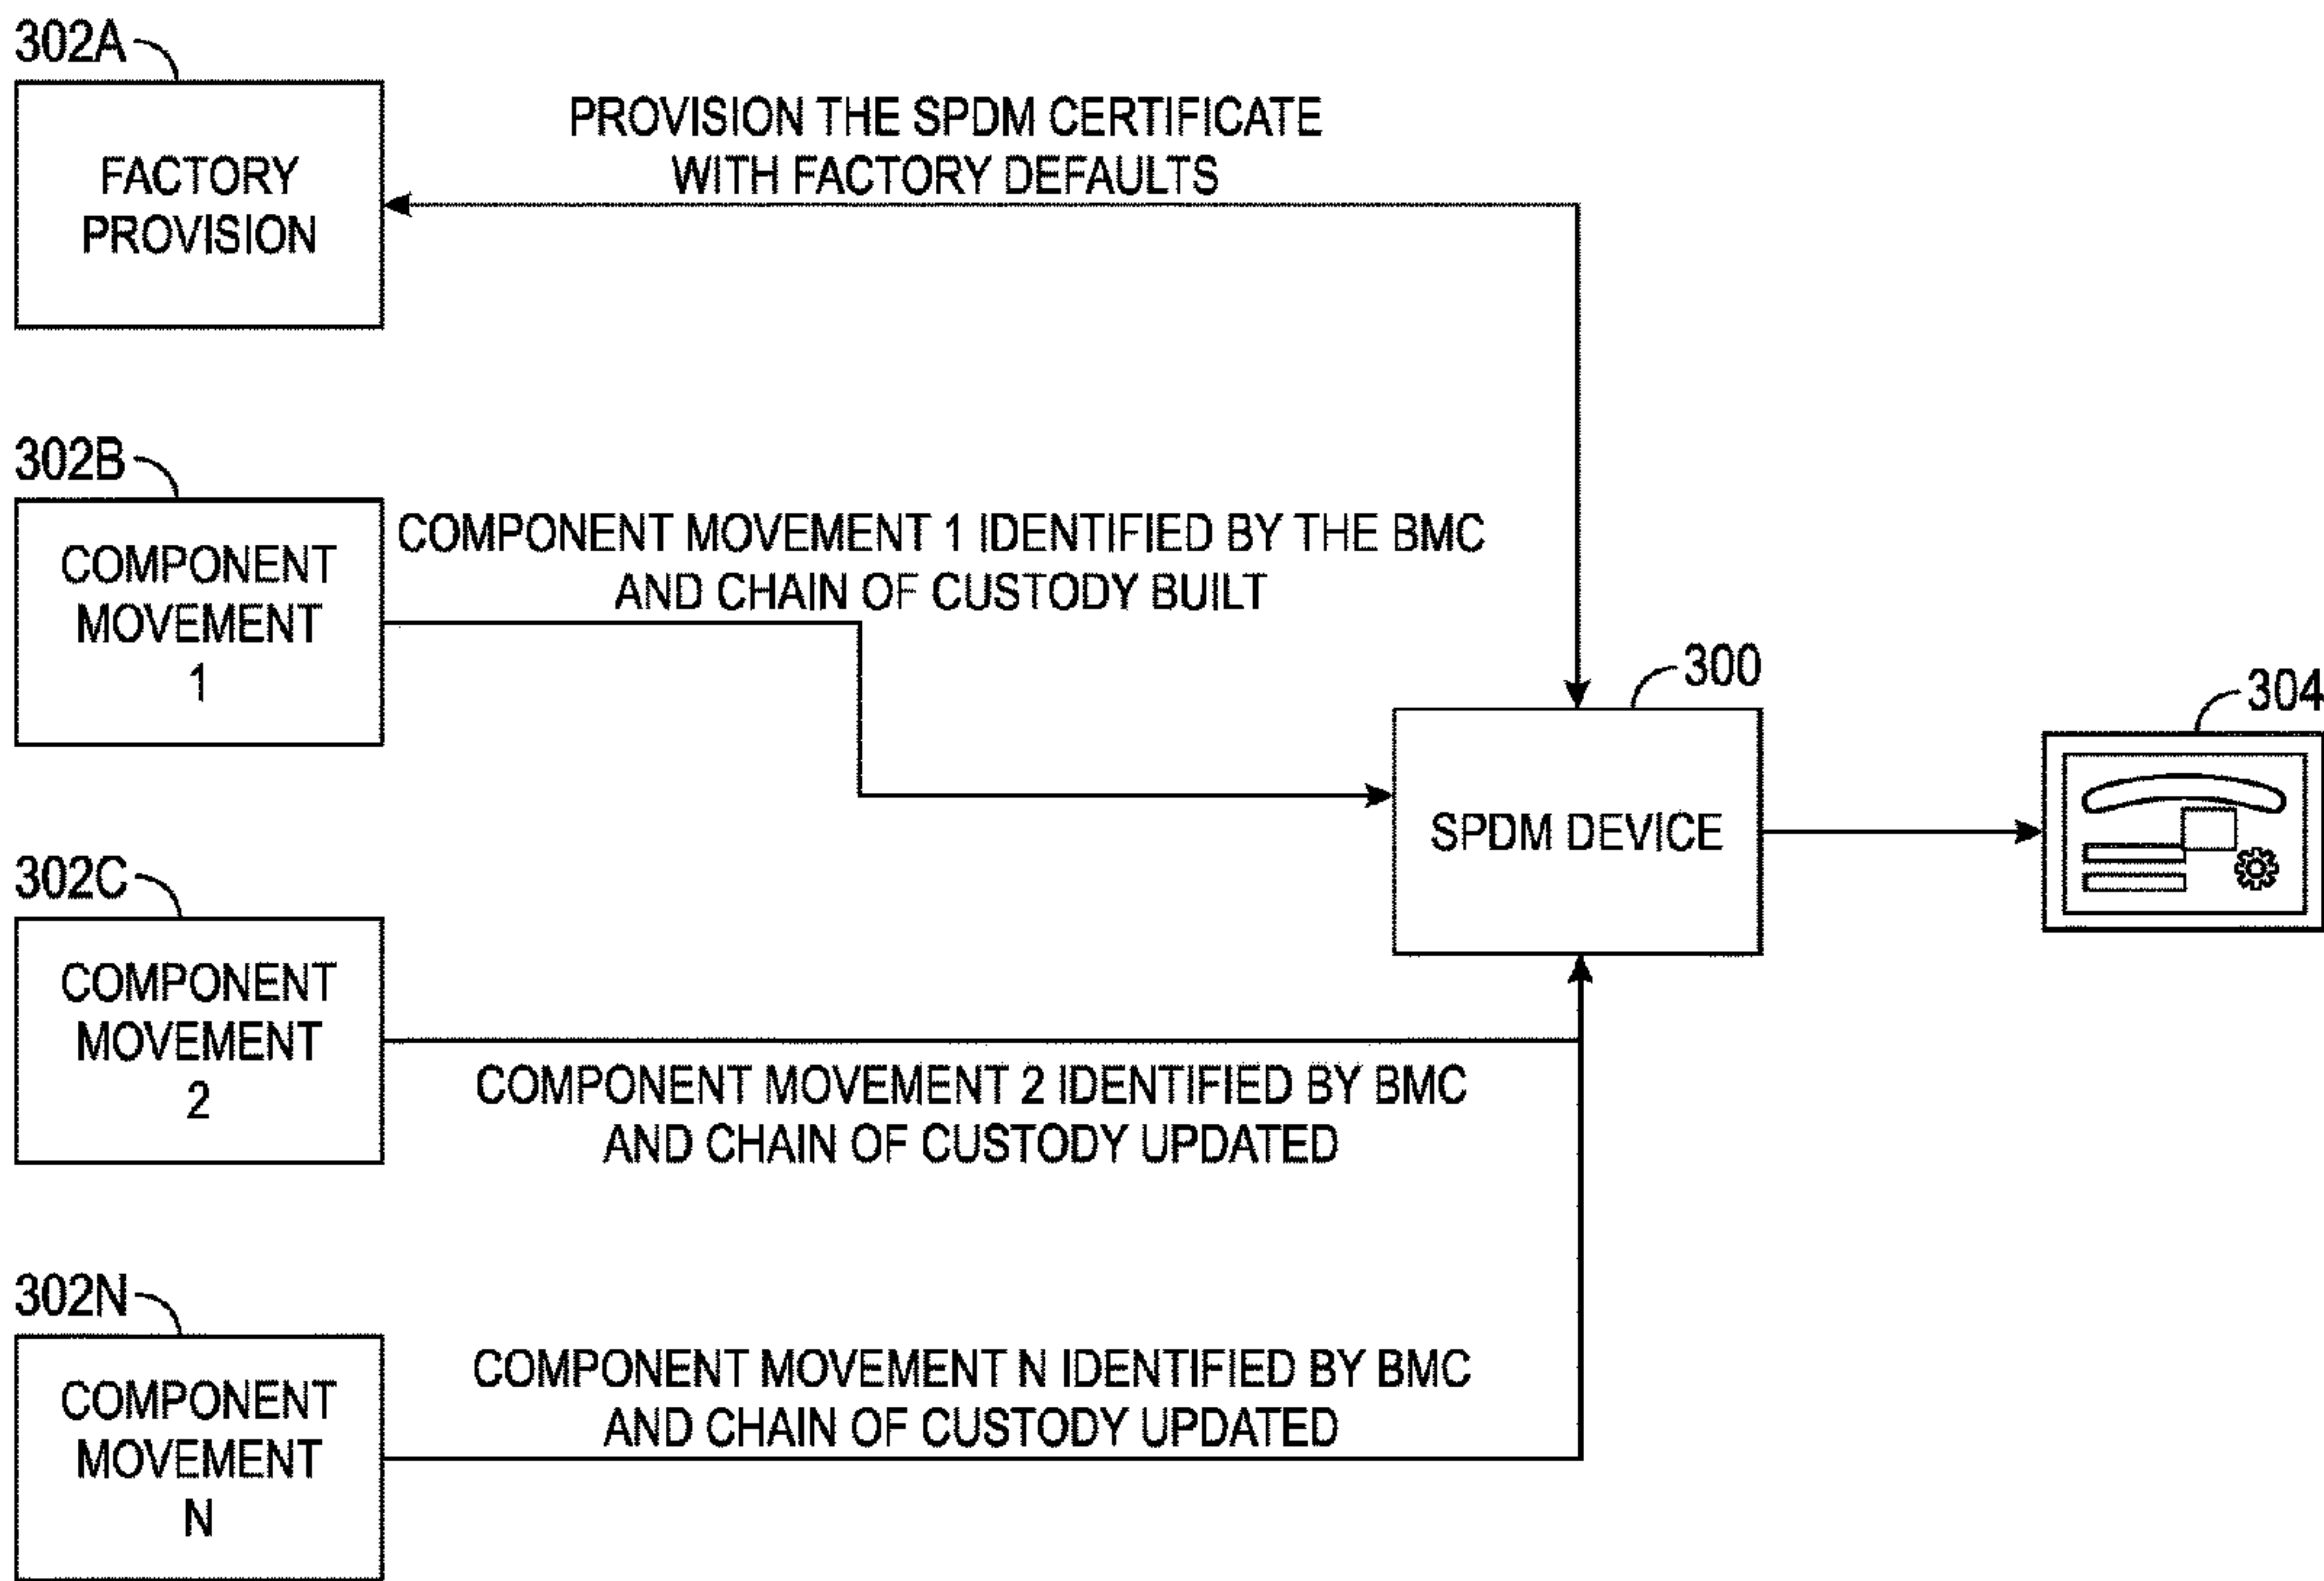 302A
FACTORY
PROVISION
PROVISION THE SPDM CERTIFICATE
WITH FACTORY DEFAULTS
302B
COMPONENT
MOVEMENT
1
COMPONENT MOVEMENT 1 IDENTIFIED BY THE BMC
AND CHAIN OF CUSTODY BUILT
300
SPDM DEVICE
304
302C
COMPONENT
MOVEMENT
2
COMPONENT MOVEMENT 2 IDENTIFIED BY BMC
AND CHAIN OF CUSTODY UPDATED
302N
COMPONENT
MOVEMENT
N
COMPONENT MOVEMENT N IDENTIFIED BY BMC
AND CHAIN OF CUSTODY UPDATED